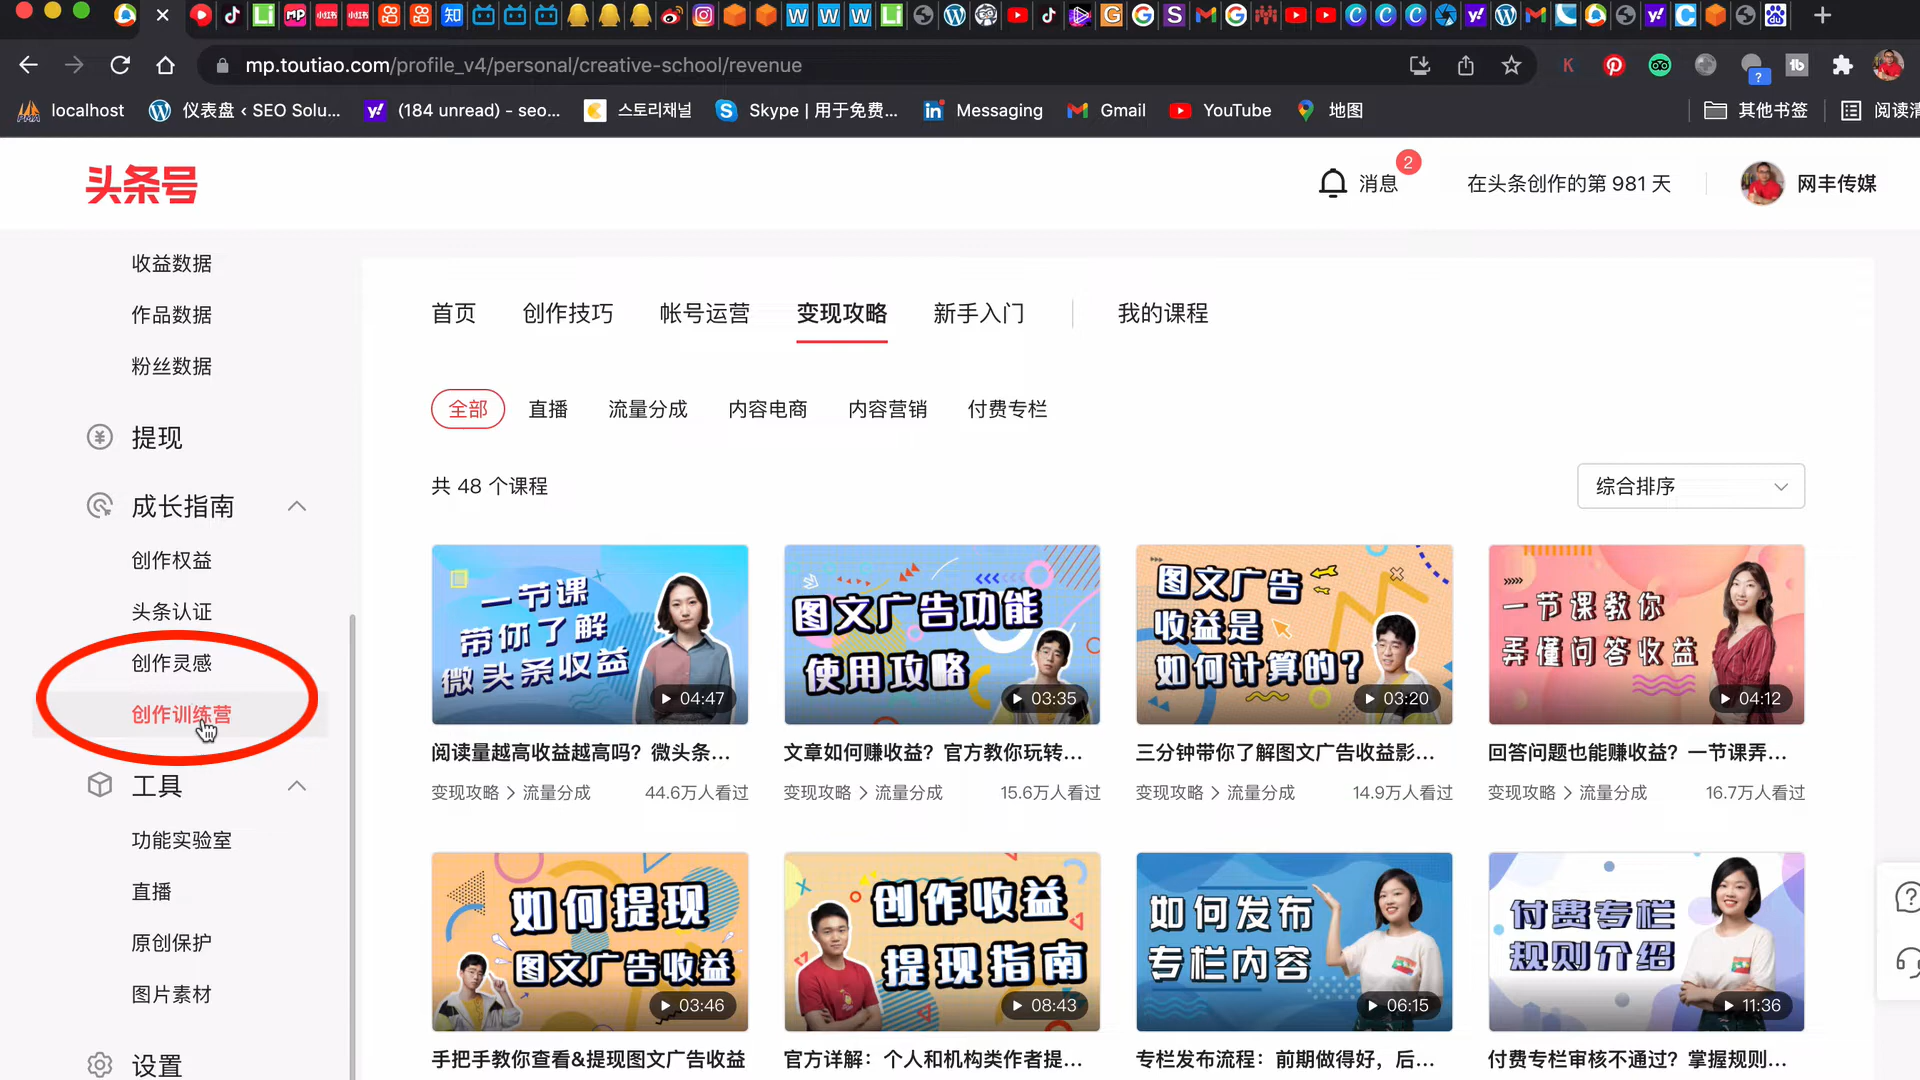 mp.toutiao.com/profile_v4/personal/creative-school/revenue
localhost
仪表盘 ‹ SEO Solu...
(184 unread) - seo...
스토리채널
Skype | 用于免费...
Messaging
Gmail
YouTube
地图
其他书签
阅读清
头条号
消息
2
在头条创作的第 981 天
网丰传媒
收益数据
作品数据
粉丝数据
提现
成长指南
创作权益
头条认证
创作灵感
创作训练营
工具
功能实验室
直播
原创保护
图片素材
设置
首页
创作技巧
帐号运营
变现攻略
新手入门
我的课程
全部
直播
流量分成
内容电商
内容营销
付费专栏
共 48 个课程
综合排序
一节课
带你了解
微头条收益
04:47
图文广告功能
使用攻略
03:35
图文广告
收益是
如何计算的?
03:20
一节课教你
弄懂问答收益
04:12
阅读量越高收益越高吗？微头条...
文章如何赚收益？官方教你玩转...
三分钟带你了解图文广告收益影...
回答问题也能赚收益？一节课弄...
变现攻略 > 流量分成
44.6万人看过
变现攻略 > 流量分成
15.6万人看过
变现攻略 > 流量分成
14.9万人看过
变现攻略 > 流量分成
16.7万人看过
如何提现
图文广告收益
03:46
创作收益
提现指南
08:43
如何发布
专栏内容
06:15
付费专栏
规则介绍
11:36
手把手教你查看&提现图文广告收益
官方详解：个人和机构类作者提...
专栏发布流程：前期做得好，后...
付费专栏审核不通过？掌握规则...